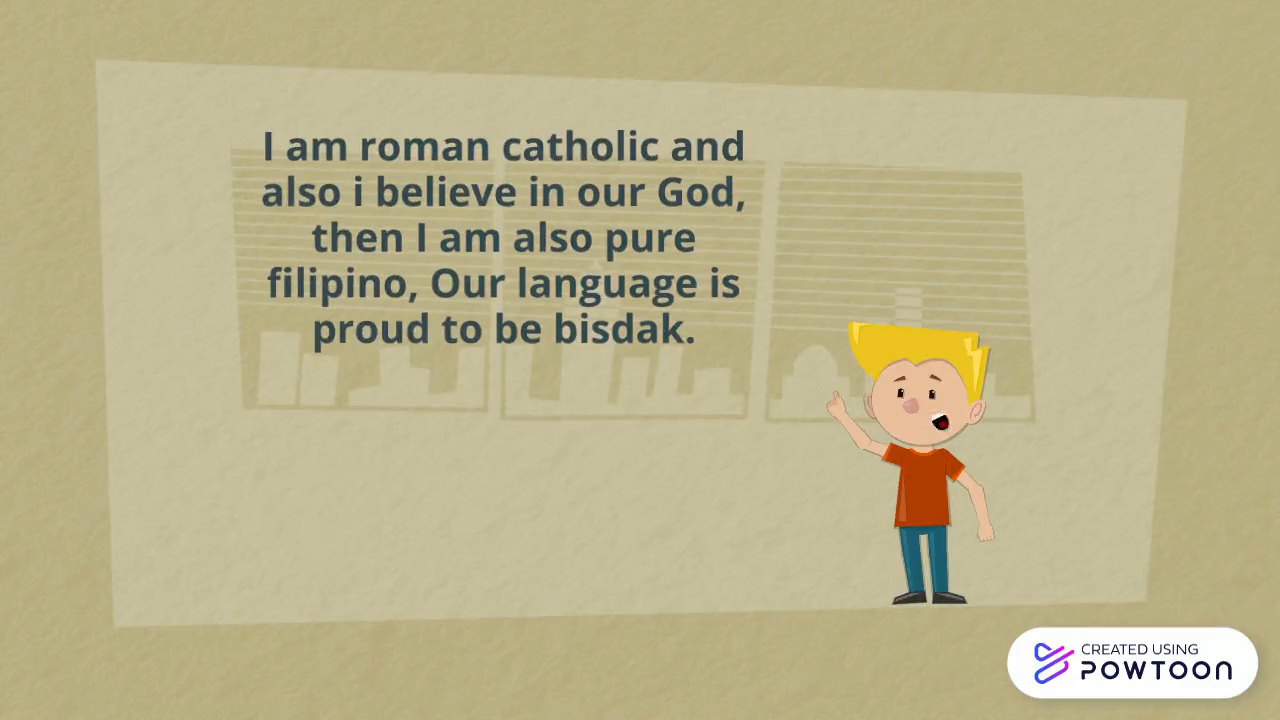 I am roman catholic and
also i believe in our God,
then I am also pure
filipino, Our language is
proud to be bisdak.
CREATED USING
POWTOON